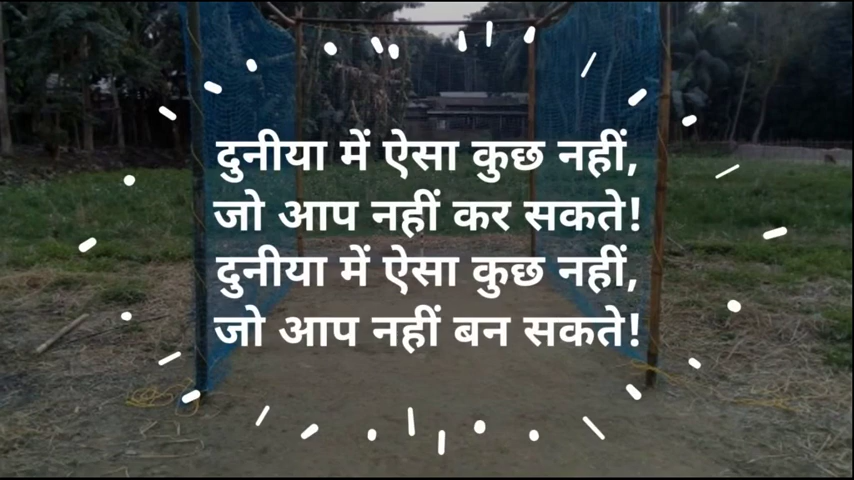 दुनीया में ऐसा कुछ नहीं,
जो आप नहीं कर सकते!
दुनीया में ऐसा कुछ नहीं,
जो आप नहीं बन सकते!